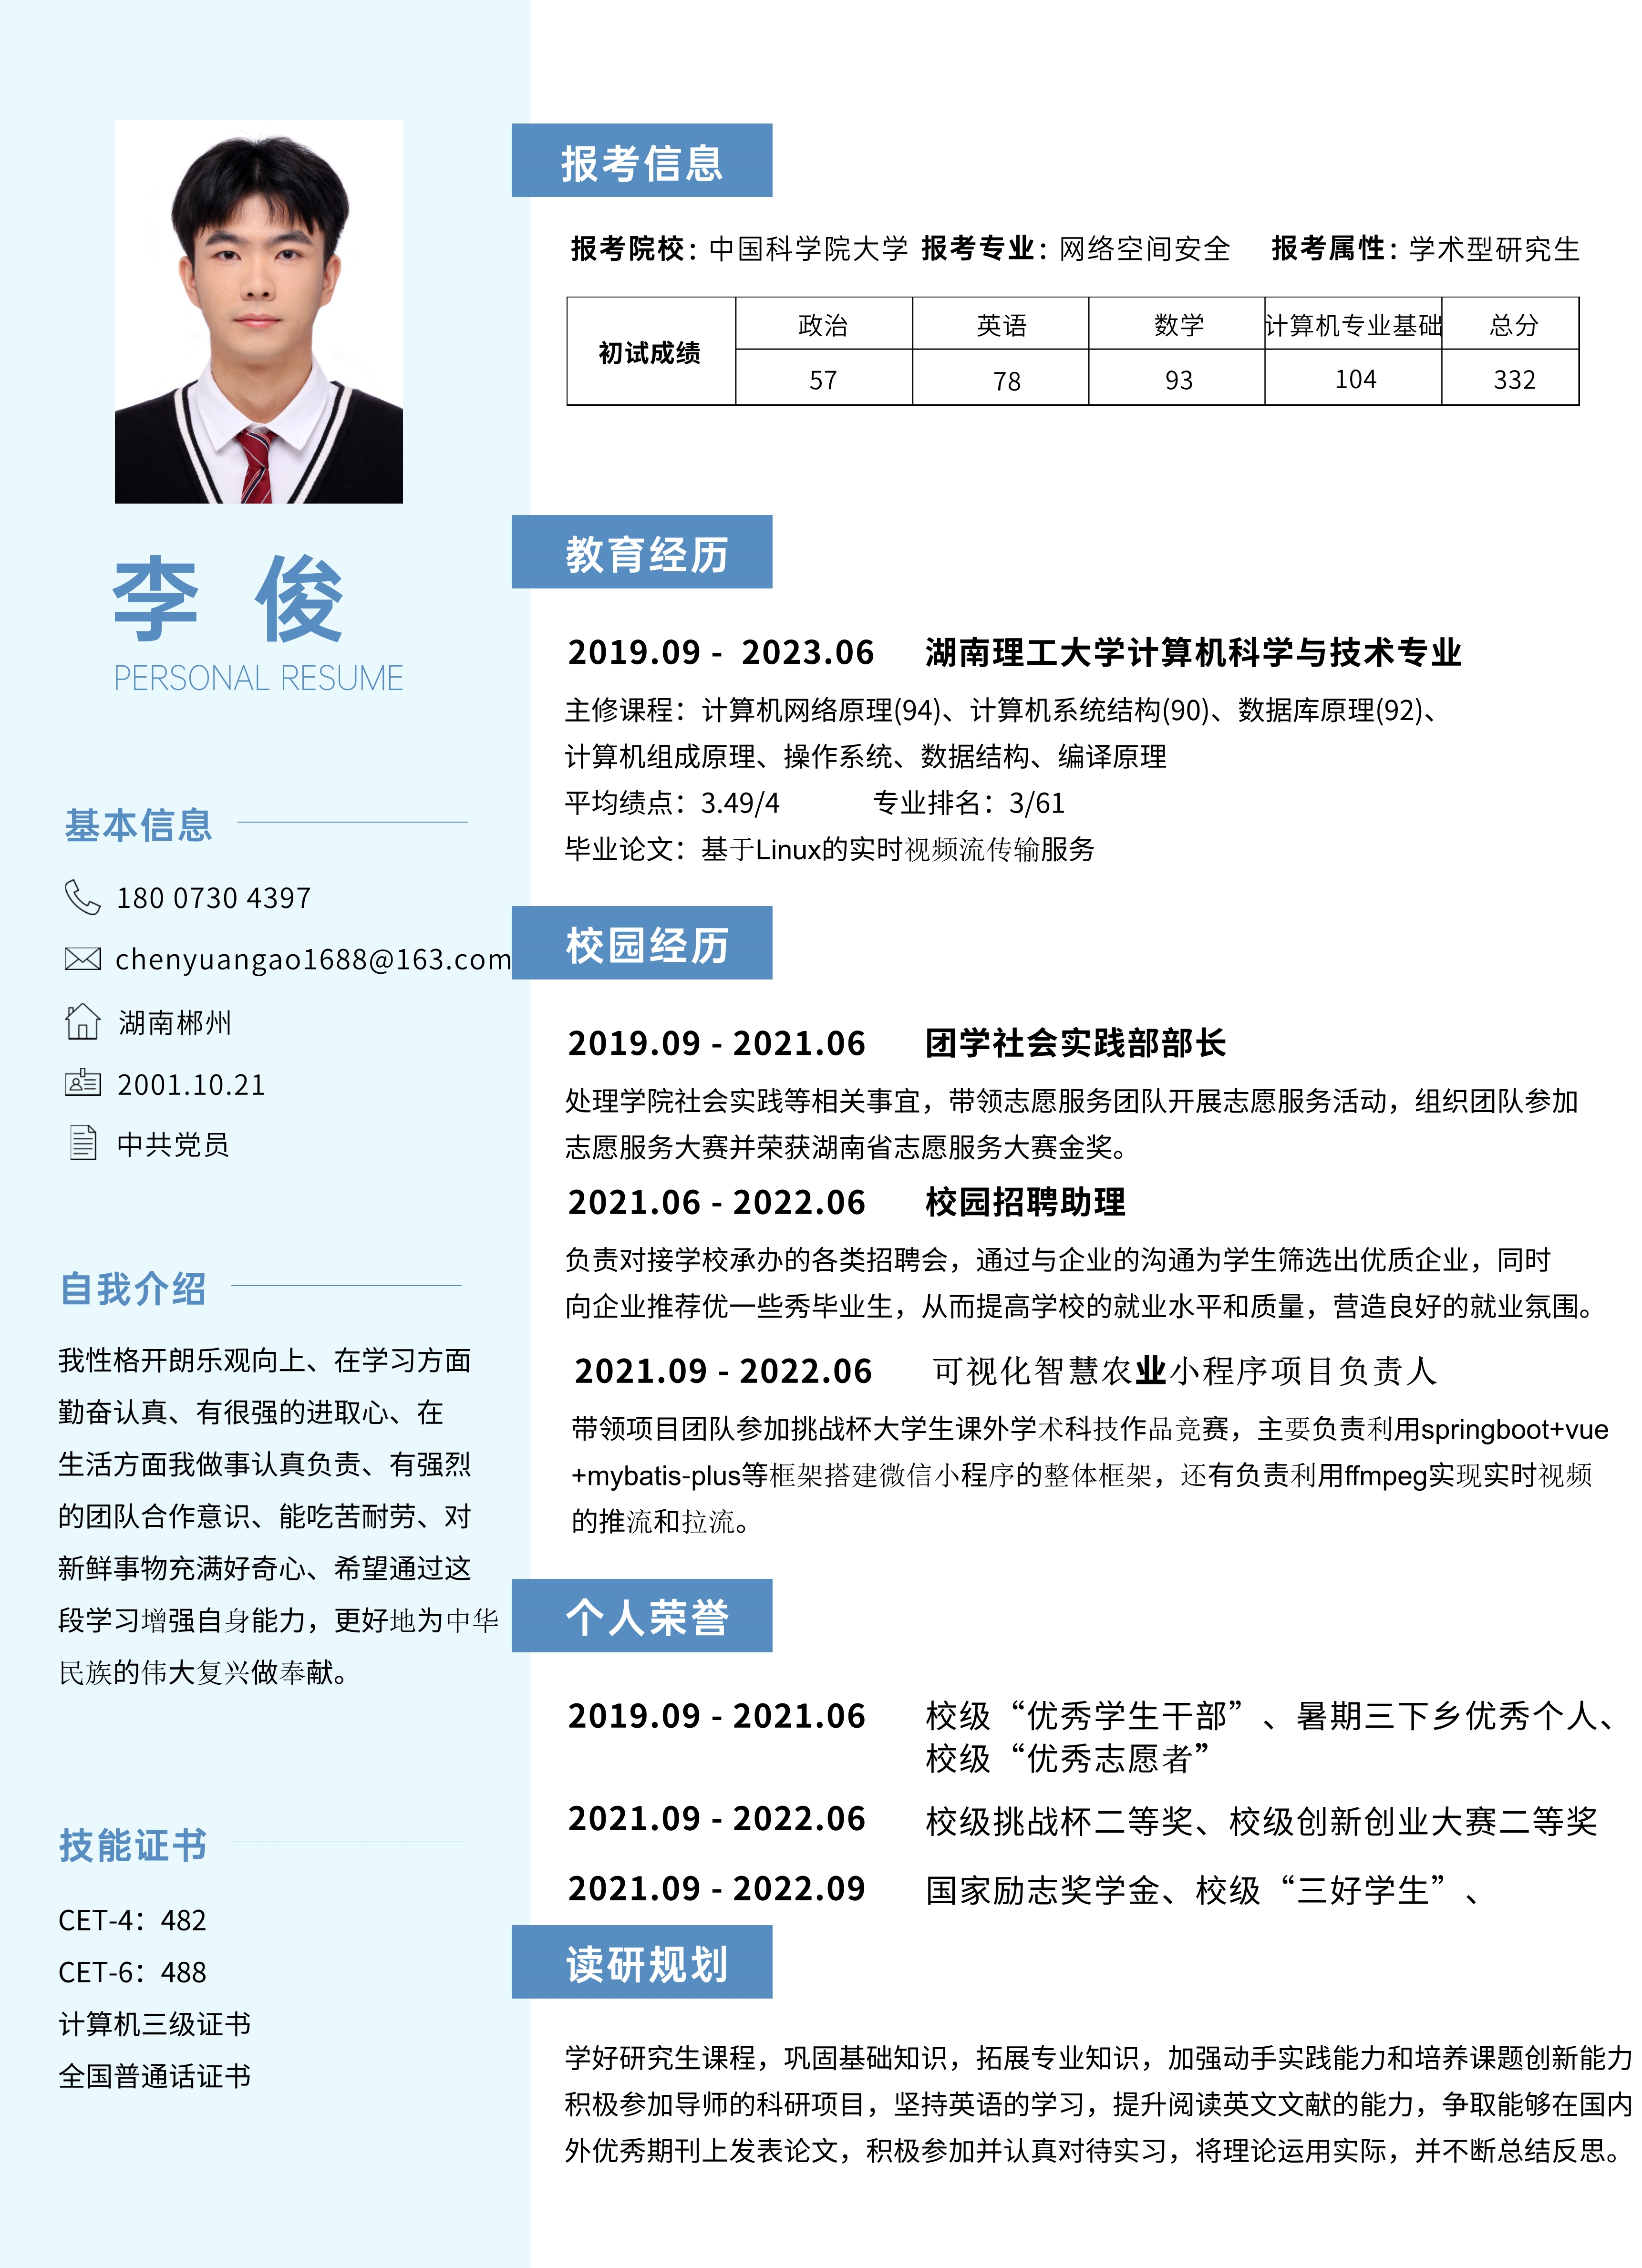 李 俊
PERSONAL RESUME
基本信息
180 0730 4397
chenyuangao1688@163.com
湖南郴州
2001.10.21
中共党员
自我介绍
我性格开朗乐观向上、在学习方面
勤奋认真、有很强的进取心、在
生活方面我做事认真负责、有强烈
的团队合作意识、能吃苦耐劳、对
新鲜事物充满好奇心、希望通过这
段学习增强自身能力，更好地为中华
民族的伟大复兴做奉献。
技能证书
CET-4：482
CET-6：488
计算机三级证书
全国普通话证书
报考信息
报考院校：中国科学院大学 报考专业：网络空间安全 报考属性：学术型研究生
初试成绩 政治 英语 数学 计算机专业基础 总分
57 78 93 104 332
教育经历
2019.09 - 2023.06 湖南理工大学计算机科学与技术专业
主修课程：计算机网络原理(94)、计算机系统结构(90)、数据库原理(92)、
计算机组成原理、操作系统、数据结构、编译原理
平均绩点：3.49/4 专业排名：3/61
毕业论文：基于Linux的实时视频流传输服务
校园经历
2019.09 - 2021.06 团学社会实践部部长
处理学院社会实践等相关事宜，带领志愿服务团队开展志愿服务活动，组织团队参加
志愿服务大赛并荣获湖南省志愿服务大赛金奖。
2021.06 - 2022.06 校园招聘助理
负责对接学校承办的各类招聘会，通过与企业的沟通为学生筛选出优质企业，同时
向企业推荐优一些秀毕业生，从而提高学校的就业水平和质量，营造良好的就业氛围。
2021.09 - 2022.06 可视化智慧农业小程序项目负责人
带领项目团队参加挑战杯大学生课外学术科技作品竞赛，主要负责利用springboot+vue
+mybatis-plus等框架搭建微信小程序的整体框架，还有负责利用ffmpeg实现实时视频
的推流和拉流。
个人荣誉
2019.09 - 2021.06 校级“优秀学生干部”、暑期三下乡优秀个人、
校级“优秀志愿者”
2021.09 - 2022.06 校级挑战杯二等奖、校级创新创业大赛二等奖
2021.09 - 2022.09 国家励志奖学金、校级“三好学生”、
读研规划
学好研究生课程，巩固基础知识，拓展专业知识，加强动手实践能力和培养课题创新能力
积极参加导师的科研项目，坚持英语的学习，提升阅读英文文献的能力，争取能够在国内
外优秀期刊上发表论文，积极参加并认真对待实习，将理论运用实际，并不断总结反思。